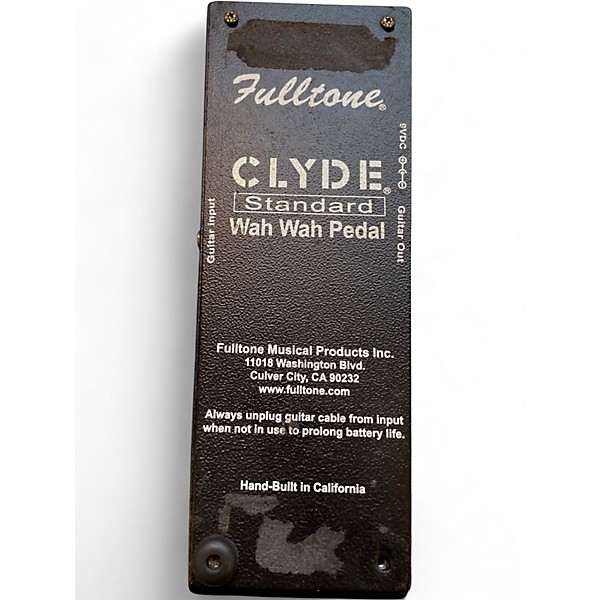 Fulltone®
9VDC
CLYDE®
Standard
Wah Wah Pedal
Guitar Input
Guitar Out
Fulltone Musical Products Inc.
11018 Washington Blvd.
Culver City, CA 90232
www.fulltone.com
Always unplug guitar cable from input
when not in use to prolong battery life.
Hand-Built in California